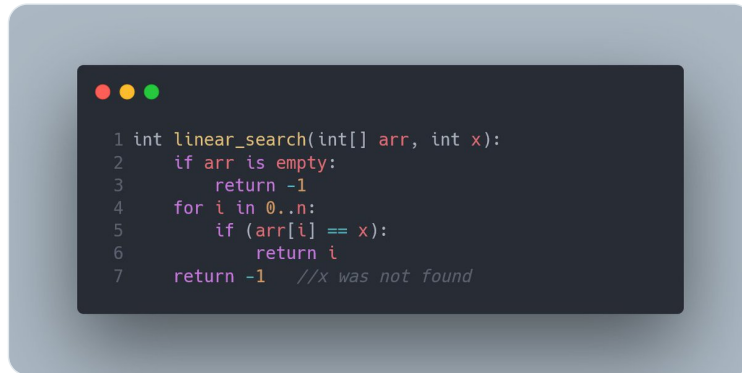 1 int linear_search(int[] arr, int x):
2     if arr is empty:
3         return -1
4     for i in 0..n:
5         if (arr[i] == x):
6             return i
7     return -1   //x was not found